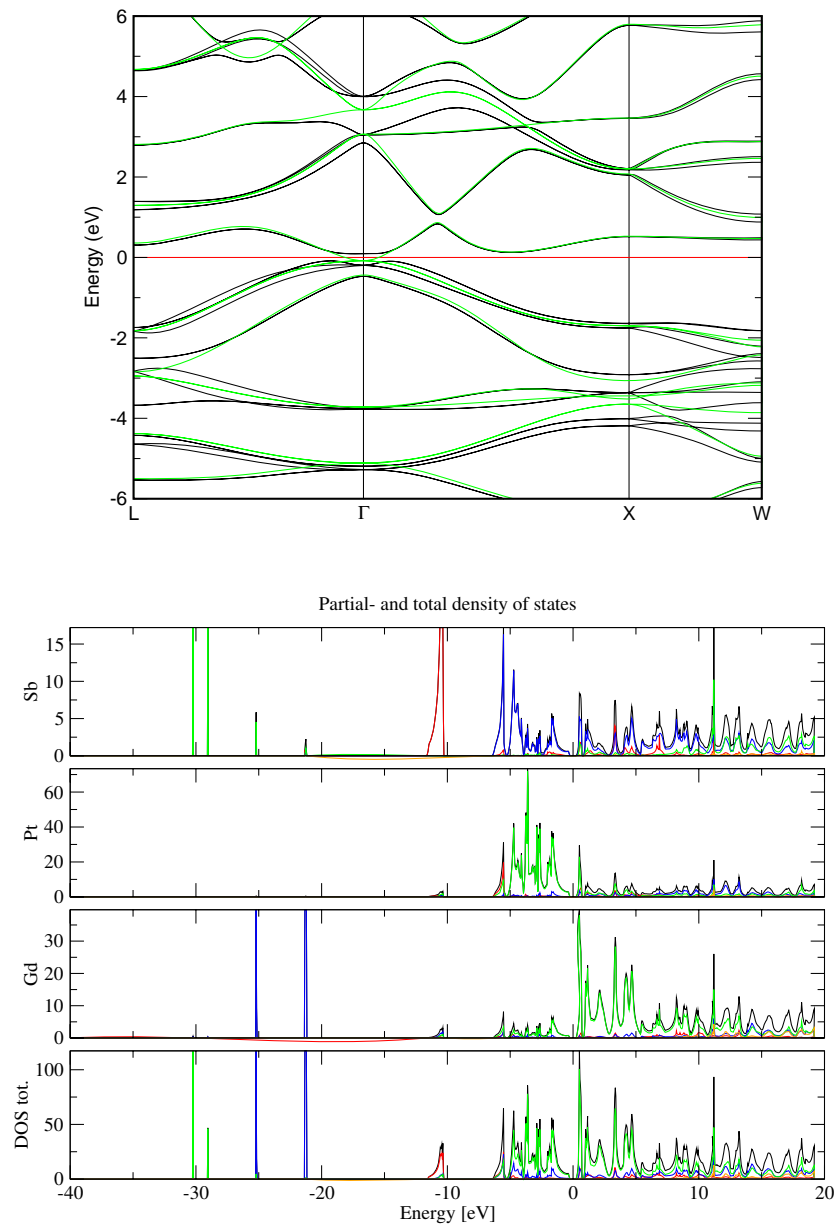 6
4
2
0
-2
-4
-6
Energy (eV)
L Γ X W
Partial- and total density of states
15
10
5
0
Sb
60
40
20
0
Pt
30
20
10
0
Gd
100
50
0
DOS tot.
-40 -30 -20 -10 0 10 20
Energy [eV]